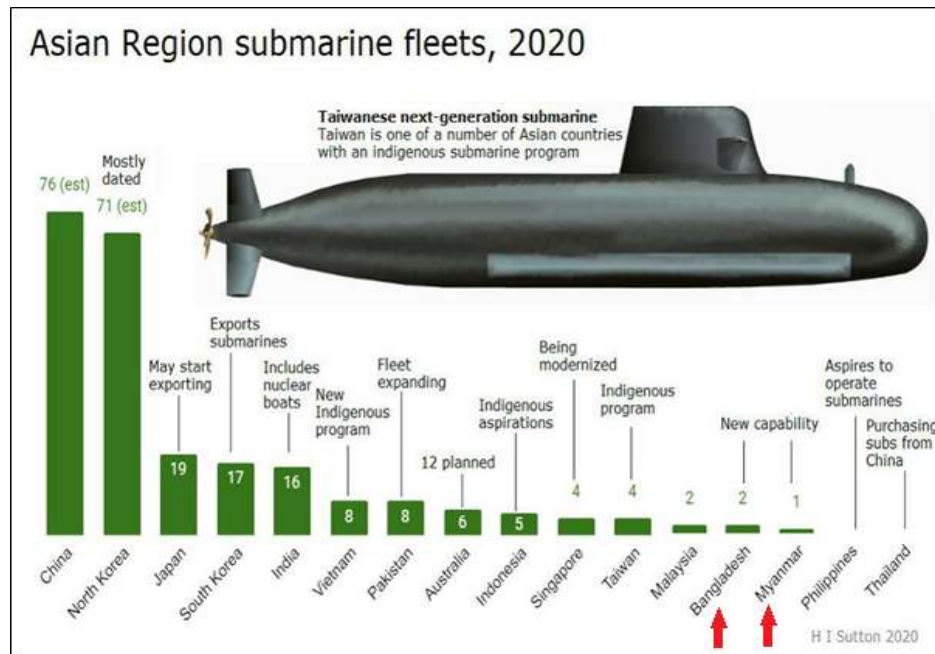 Asian Region submarine fleets, 2020
Taiwanese next-generation submarine
Taiwan is one of a number of Asian countries
with an indigenous submarine program
76 (est)
Mostly
dated
71 (est)
May start
exporting
19
Exports
submarines
17
Includes
nuclear
boats
16
New
Indigenous
program
8
Fleet
expanding
8
12 planned
6
Indigenous
aspirations
5
Being
modernized
4
Indigenous
program
4
2
New capability
2
1
Aspires to
operate
submarines
Purchasing
subs from
China
China
North Korea
Japan
South Korea
India
Vietnam
Pakistan
Australia
Indonesia
Singapore
Taiwan
Malaysia
Bangladesh
Myanmar
Philippines
Thailand
H I Sutton 2020